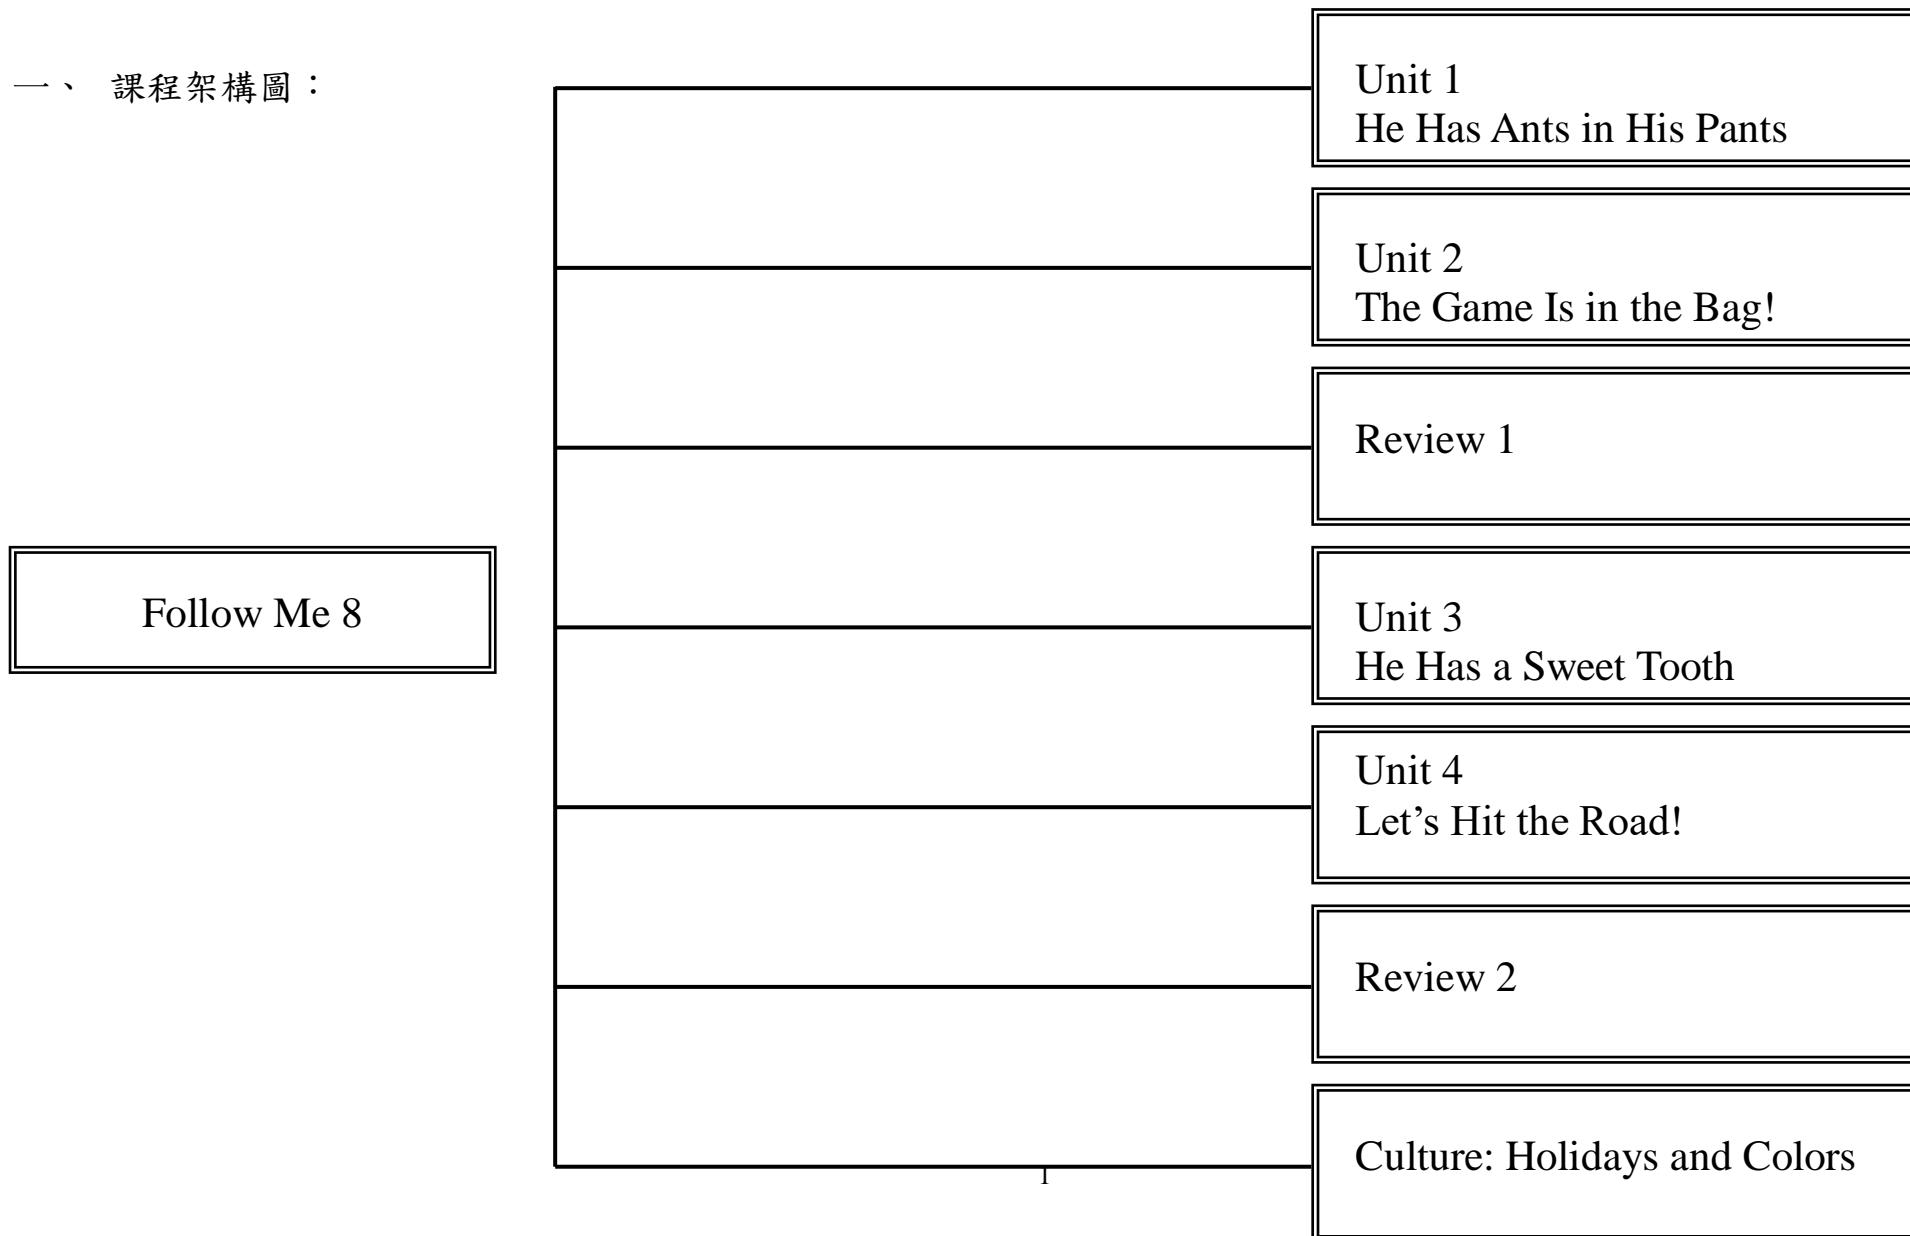 一、 課程架構圖：
Unit 1
He Has Ants in His Pants
Unit 2
The Game Is in the Bag!
Review 1
Follow Me 8
Unit 3
He Has a Sweet Tooth
Unit 4
Let’s Hit the Road!
Review 2
Culture: Holidays and Colors
1